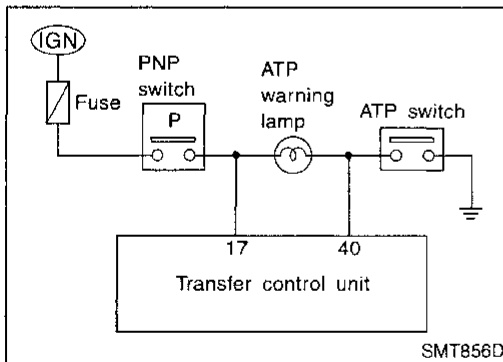 IGN
Fuse
PNP
switch
P
ATP
warning
lamp
ATP switch
17
40
Transfer control unit
SMT856D